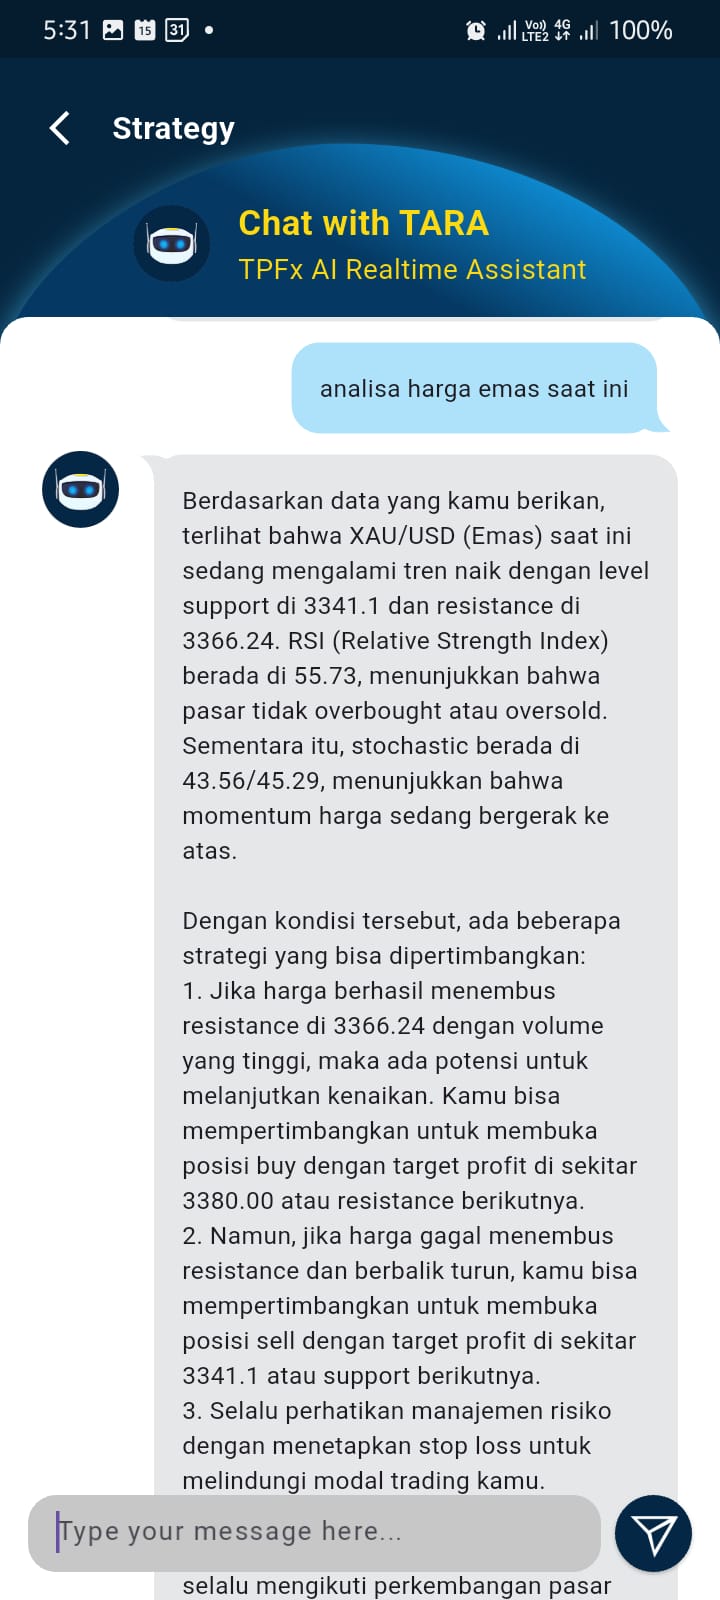 5:31 15 31 Vo)) LTE2 4G 100%
Strategy
Chat with TARA
TPFx AI Realtime Assistant
analisa harga emas saat ini
Berdasarkan data yang kamu berikan,
terlihat bahwa XAU/USD (Emas) saat ini
sedang mengalami tren naik dengan level
support di 3341.1 dan resistance di
3366.24. RSI (Relative Strength Index)
berada di 55.73, menunjukkan bahwa
pasar tidak overbought atau oversold.
Sementara itu, stochastic berada di
43.56/45.29, menunjukkan bahwa
momentum harga sedang bergerak ke
atas.
Dengan kondisi tersebut, ada beberapa
strategi yang bisa dipertimbangkan:
1. Jika harga berhasil menembus
resistance di 3366.24 dengan volume
yang tinggi, maka ada potensi untuk
melanjutkan kenaikan. Kamu bisa
mempertimbangkan untuk membuka
posisi buy dengan target profit di sekitar
3380.00 atau resistance berikutnya.
2. Namun, jika harga gagal menembus
resistance dan berbalik turun, kamu bisa
mempertimbangkan untuk membuka
posisi sell dengan target profit di sekitar
3341.1 atau support berikutnya.
3. Selalu perhatikan manajemen risiko
dengan menetapkan stop loss untuk
melindungi modal trading kamu.
Type your message here...
selalu mengikuti perkembangan pasar